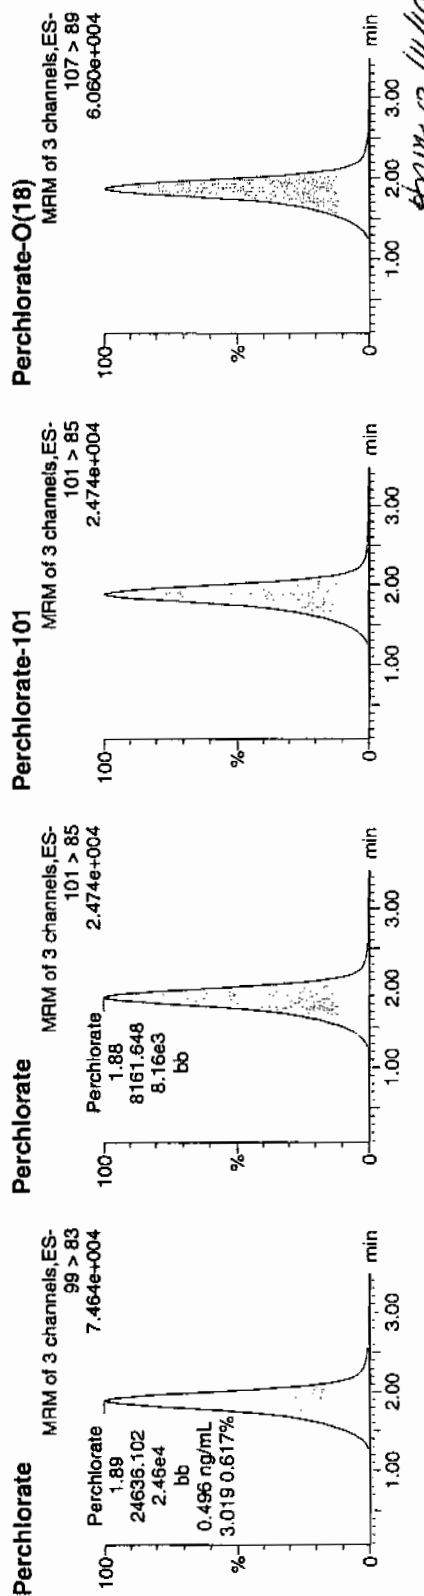 Perchlorate
MRM of 3 channels,ES-
99 > 83
7.464e+004
100
Perchlorate
1.89
24636.102
2.46e4
bb
0.496 ng/mL
3.019 0.617%
%
0
1.00
2.00
3.00
min
Perchlorate
MRM of 3 channels,ES-
101 > 85
2.474e+004
100
Perchlorate
1.88
8161.648
8.16e3
bb
%
0
1.00
2.00
3.00
min
Perchlorate-101
MRM of 3 channels,ES-
101 > 85
2.474e+004
100
%
0
1.00
2.00
3.00
min
Perchlorate-O(18)
MRM of 3 channels,ES-
107 > 89
6.060e+004
100
%
0
1.00
2.00
3.00
min